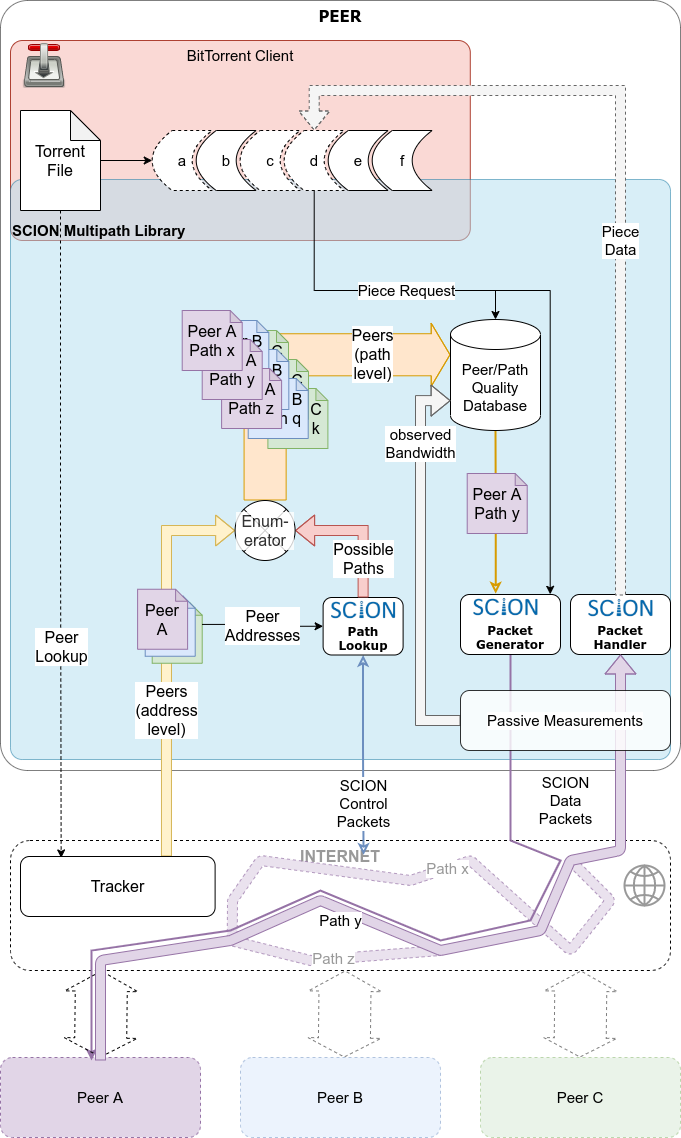 PEER
BitTorrent Client
Torrent
File
a
b
c
d
e
f
SCION Multipath Library
Piece
Data
Piece Request
Peer A
Path x
B
C
A
Path y
B
C
A
Path z
B
h q
C
k
Peers
(path
level)
Peer/Path
Quality
Database
observed
Bandwidth
Enum-
erator
Peer A
Path y
Possible
Paths
Peer
A
Peer
Addresses
SCION
Path
Lookup
SCION
Packet
Generator
SCION
Packet
Handler
Peer
Lookup
Peers
(address
level)
Passive Measurements
SCION
Control
Packets
SCION
Data
Packets
INTERNET
Tracker
Path x
Path y
Path z
Peer A
Peer B
Peer C